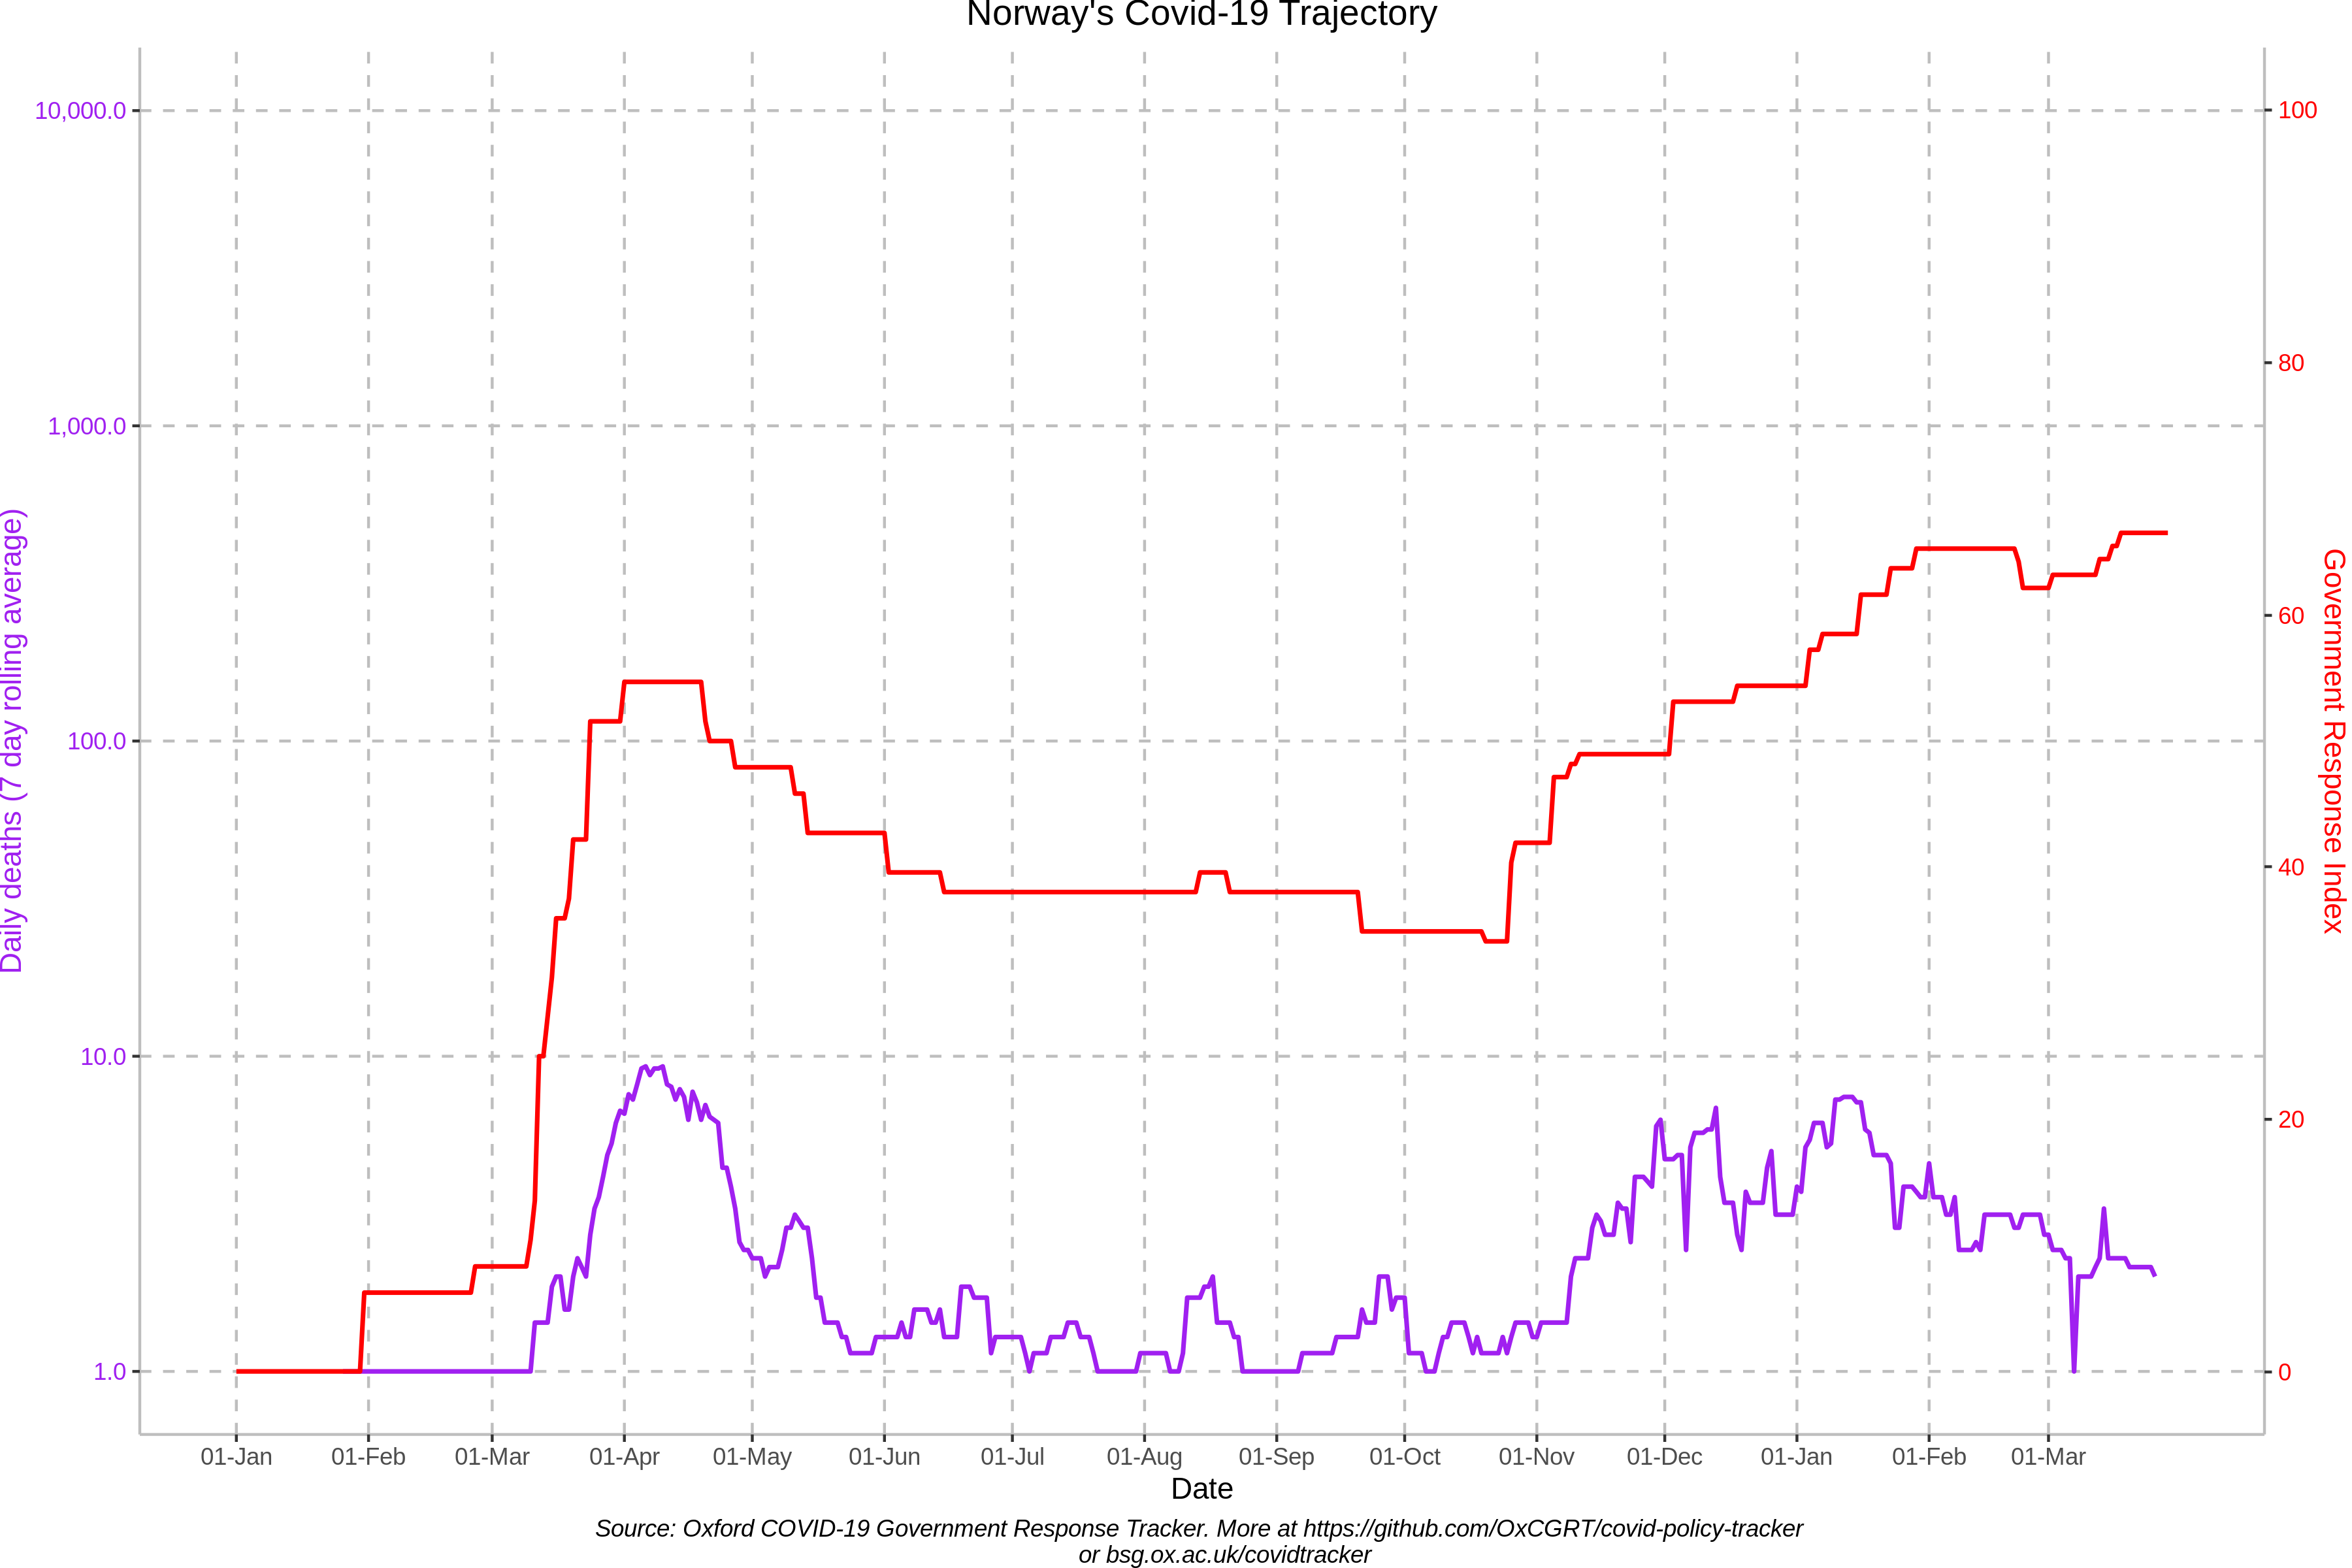 Norway's Covid-19 Trajectory
10,000.0
1,000.0
100.0
10.0
1.0
Daily deaths (7 day rolling average)
100
80
60
40
20
0
Government Response Index
01-Jan
01-Feb
01-Mar
01-Apr
01-May
01-Jun
01-Jul
01-Aug
01-Sep
01-Oct
01-Nov
01-Dec
01-Jan
01-Feb
01-Mar
Date
Source: Oxford COVID-19 Government Response Tracker. More at https://github.com/OxCGRT/covid-policy-tracker
or bsg.ox.ac.uk/covidtracker